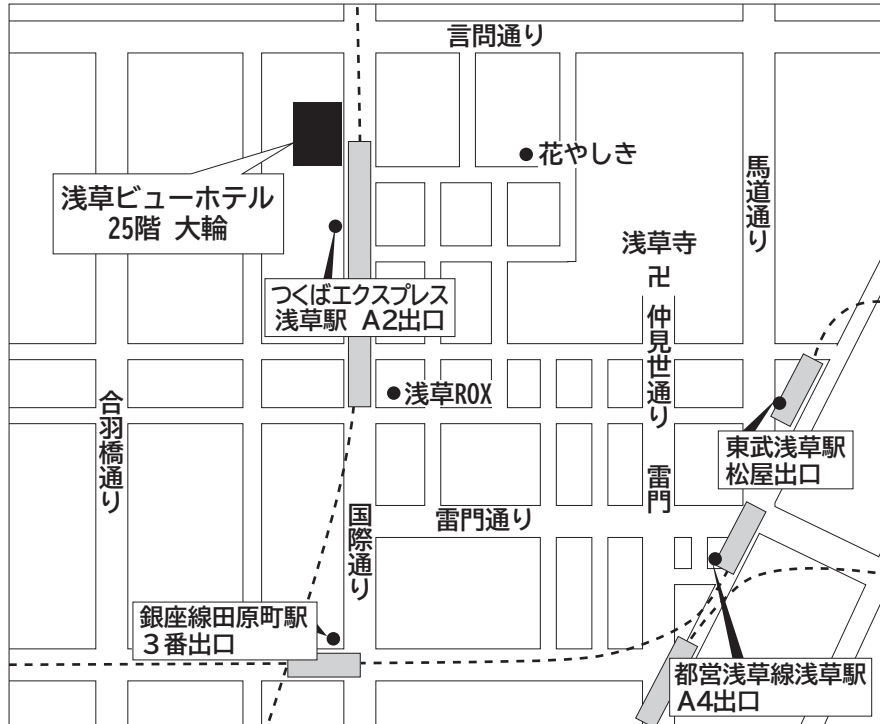 言問通り
花やしき
馬道通り
浅草ビューホテル
25階 大輪
浅草寺
卍
つくばエクスプレス
浅草駅 A2出口
仲見世通り
浅草ROX
合羽橋通り
東武浅草駅
松屋出口
雷門
国際通り
雷門通り
銀座線田原町駅
3番出口
都営浅草線浅草駅
A4出口